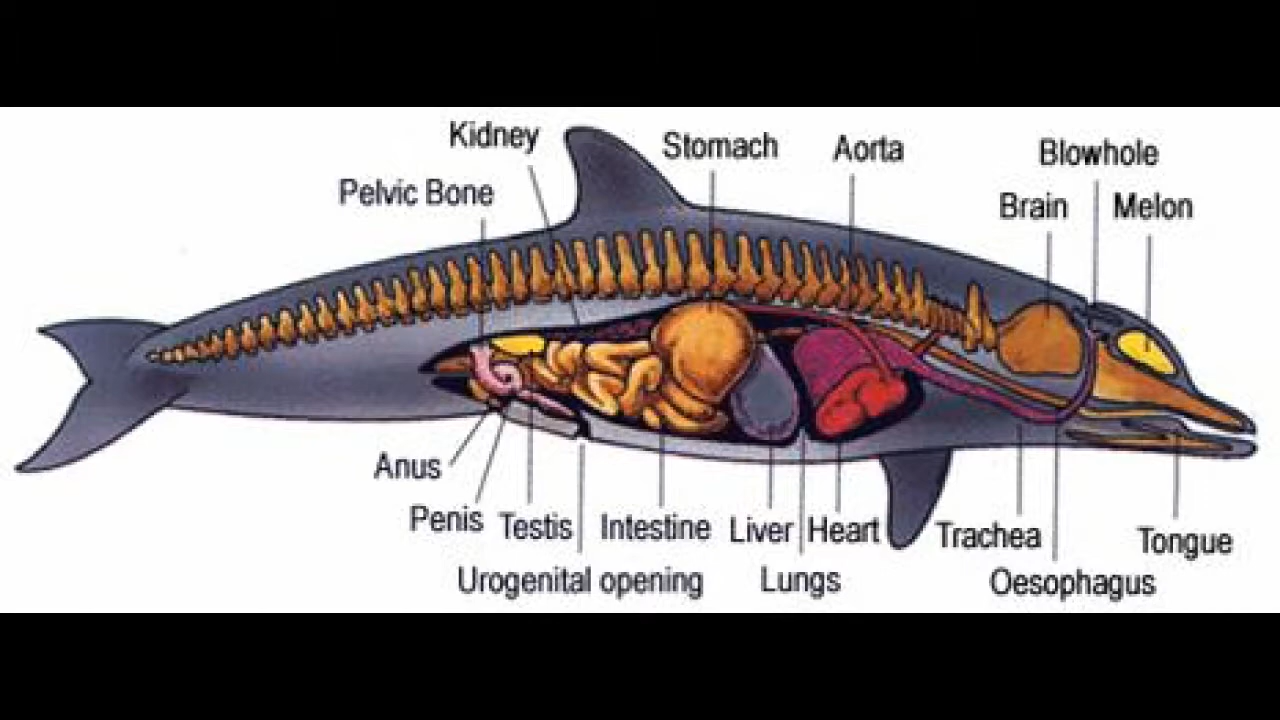 Kidney
Stomach
Aorta
Blowhole
Pelvic Bone
Brain
Melon
Anus
Penis
Testis
Intestine
Liver
Heart
Trachea
Tongue
Urogenital opening
Lungs
Oesophagus